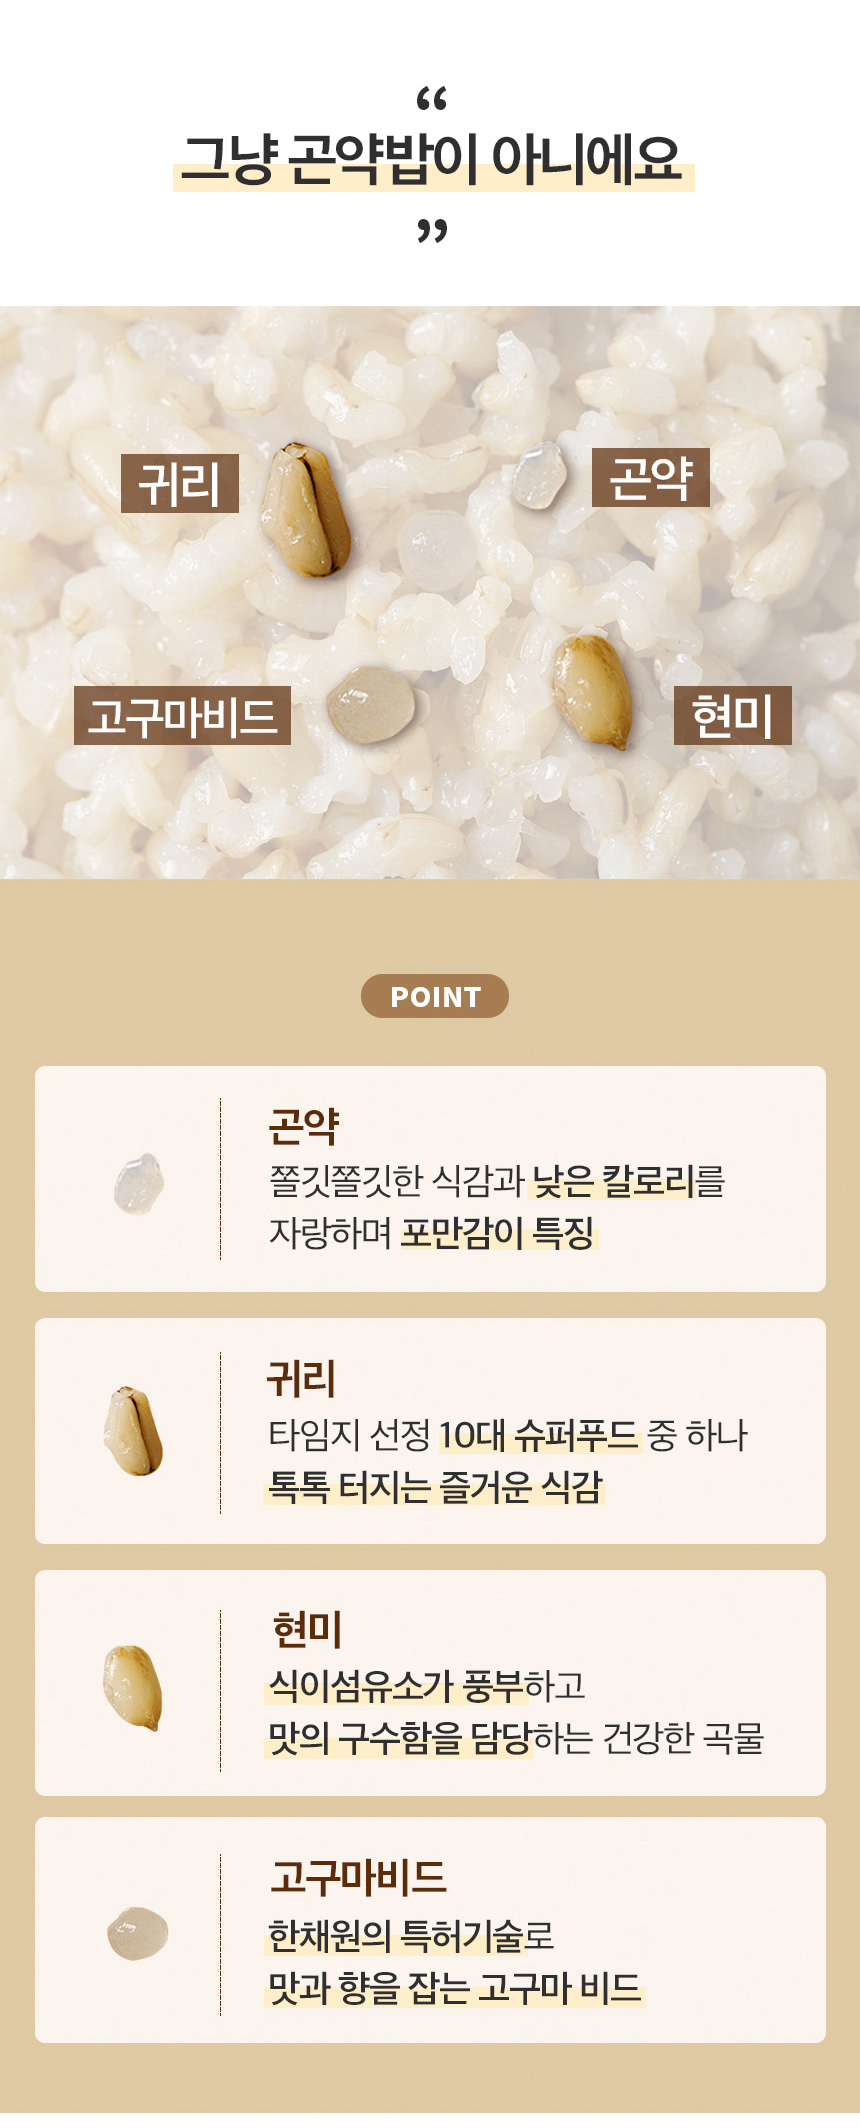 “
그냥 곤약밥이 아니에요
”
귀리
곤약
고구마비드
현미
POINT
곤약
쫄깃쫄깃한 식감과 낮은 칼로리를
자랑하며 포만감이 특징
귀리
타임지 선정 10대 슈퍼푸드 중 하나
톡톡 터지는 즐거운 식감
현미
식이섬유소가 풍부하고
맛의 구수함을 담당하는 건강한 곡물
고구마비드
한채원의 특허기술로
맛과 향을 잡는 고구마 비드